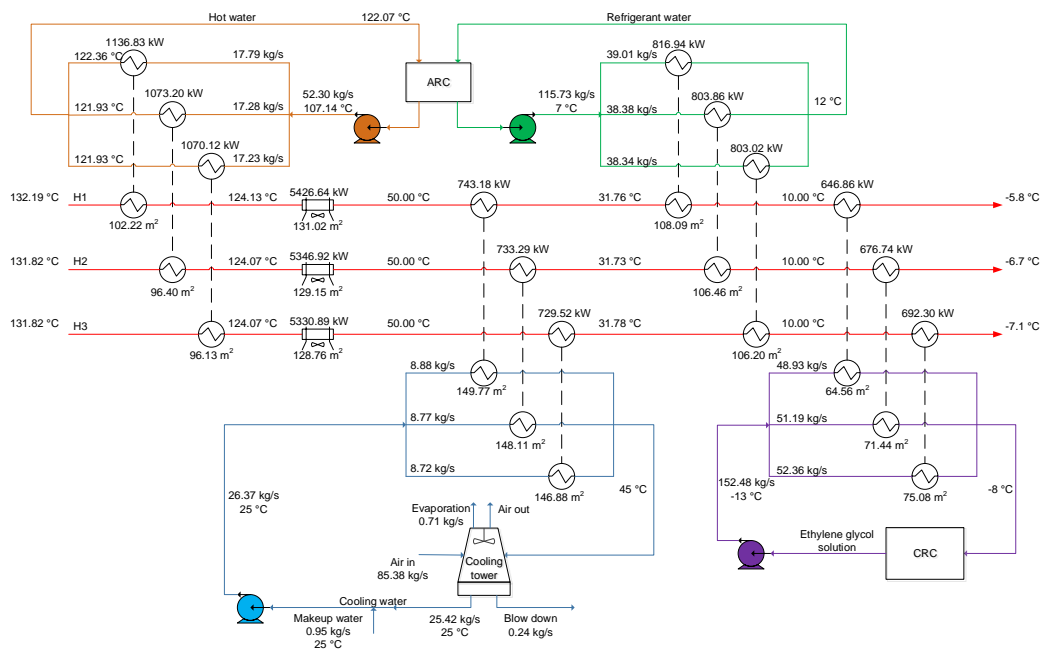 Hot water
122.07 °C
Refrigerant water
1136.83 kW
122.36 °C
17.79 kg/s
1073.20 kW
121.93 °C
17.28 kg/s
52.30 kg/s
107.14 °C
1070.12 kW
121.93 °C
17.23 kg/s
ARC
115.73 kg/s
7 °C
816.94 kW
39.01 kg/s
803.86 kW
38.38 kg/s
12 °C
803.02 kW
38.34 kg/s
132.19 °C
H1
102.22 m²
124.13 °C
5426.64 kW
131.02 m²
50.00 °C
743.18 kW
31.76 °C
108.09 m²
10.00 °C
646.86 kW
-5.8 °C
131.82 °C
H2
96.40 m²
124.07 °C
5346.92 kW
129.15 m²
50.00 °C
733.29 kW
31.73 °C
106.46 m²
10.00 °C
676.74 kW
-6.7 °C
131.82 °C
H3
96.13 m²
124.07 °C
5330.89 kW
128.76 m²
50.00 °C
729.52 kW
31.78 °C
106.20 m²
10.00 °C
692.30 kW
-7.1 °C
8.88 kg/s
149.77 m²
8.77 kg/s
148.11 m²
8.72 kg/s
146.88 m²
45 °C
26.37 kg/s
25 °C
48.93 kg/s
64.56 m²
51.19 kg/s
71.44 m²
52.36 kg/s
75.08 m²
152.48 kg/s
-13 °C
-8 °C
Evaporation
0.71 kg/s
Air out
Air in
85.38 kg/s
Cooling
tower
Cooling water
Makeup water
0.95 kg/s
25 °C
25.42 kg/s
25 °C
Blow down
0.24 kg/s
Ethylene glycol
solution
CRC